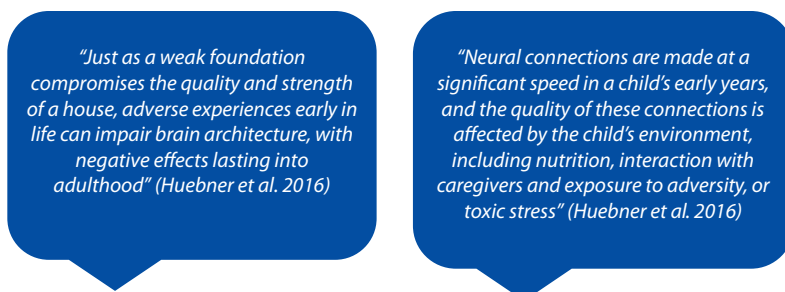 “Just as a weak foundation
compromises the quality and strength
of a house, adverse experiences early in
life can impair brain architecture, with
negative effects lasting into
adulthood” (Huebner et al. 2016)
“Neural connections are made at a
significant speed in a child’s early years,
and the quality of these connections is
affected by the child’s environment,
including nutrition, interaction with
caregivers and exposure to adversity, or
toxic stress” (Huebner et al. 2016)